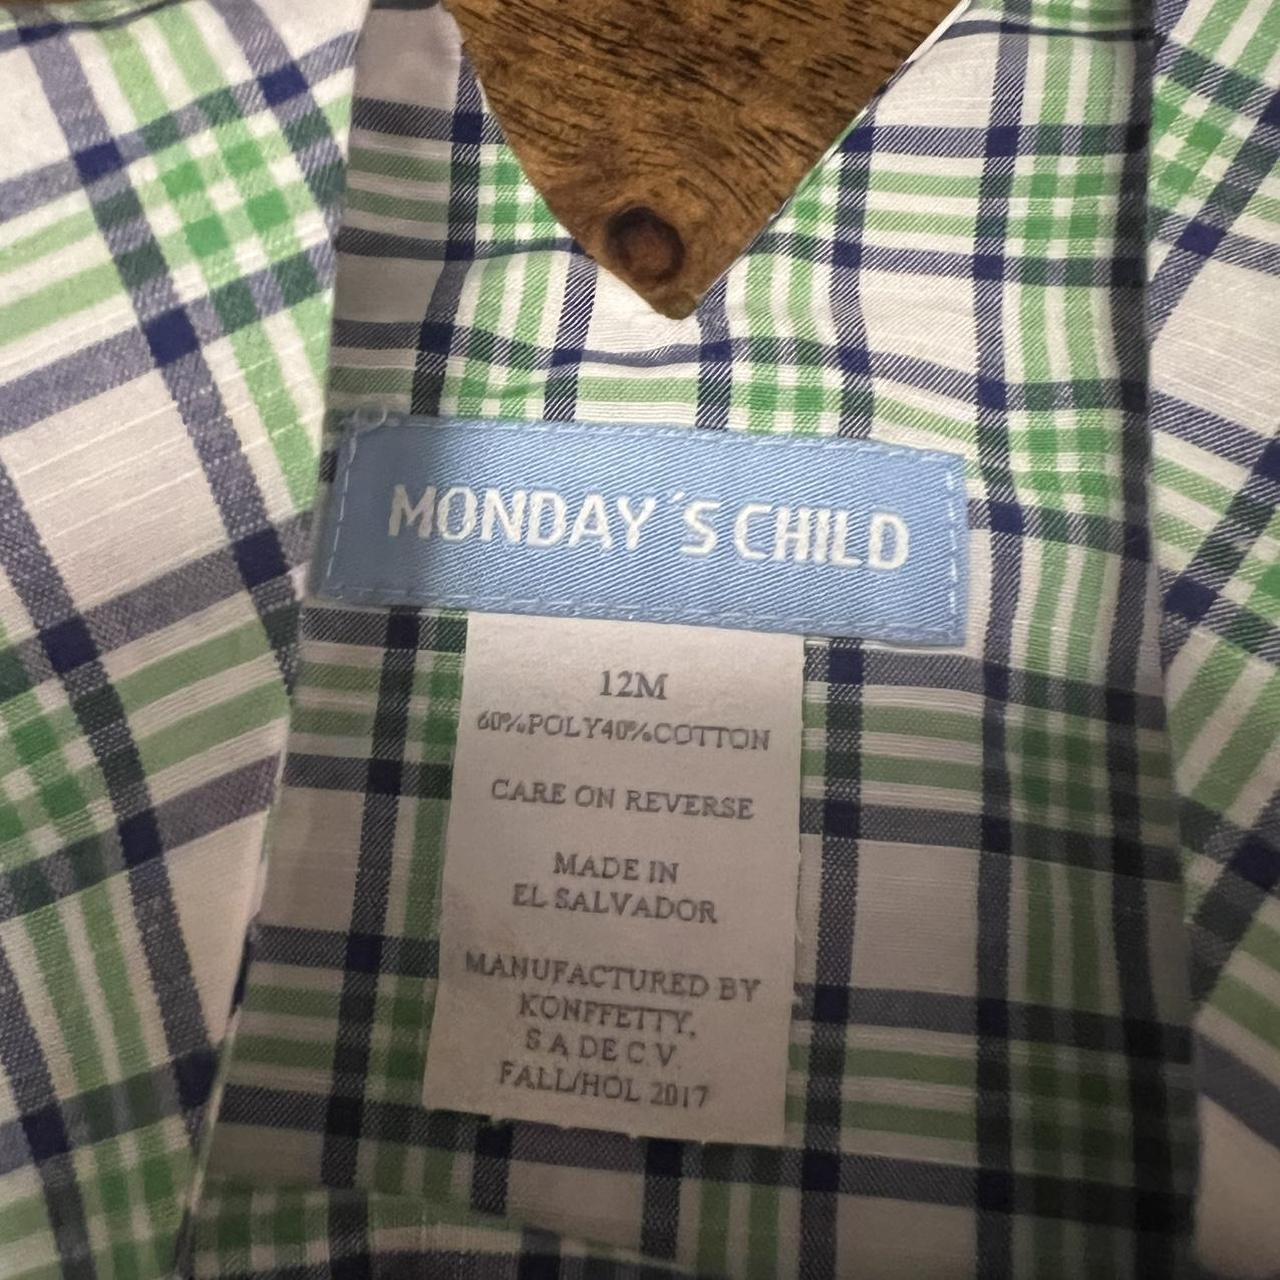 MONDAY´S CHILD
12M
60%POLY40%COTTON
CARE ON REVERSE
MADE IN
EL SALVADOR
MANUFACTURED BY
KONFFETTY,
S A DE C V
FALL/HOL 2017